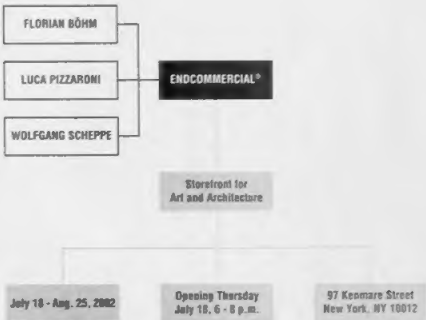 FLORIAN BÖHM
LUCA PIZZARONI
WOLFGANG SCHEPPE
ENDCOMMERCIAL®
Storefront for
Art and Architecture
July 18 - Aug. 25, 2002
Opening Thursday
July 18, 6 - 8 p.m.
97 Kenmare Street
New York, NY 10012